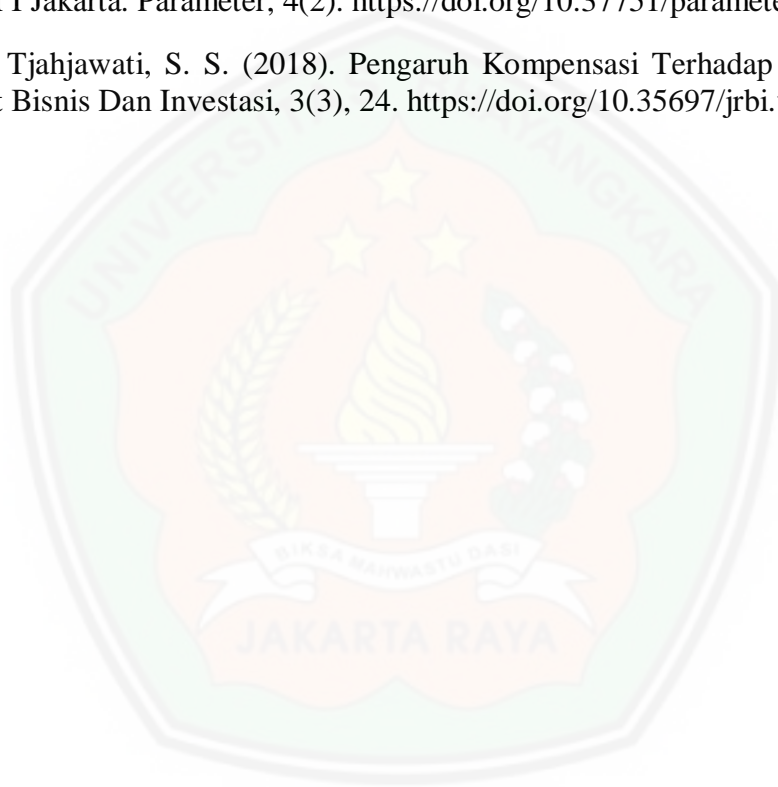 I Jakarta. Parameter, 4(2). https://doi.org/10.37751/paramete
Tjahjawati, S. S. (2018). Pengaruh Kompensasi Terhadap
Bisnis Dan Investasi, 3(3), 24. https://doi.org/10.35697/jrbi.
UNIVERSITAS BHAYANGKARA
BIKSA MAHWASTU DASI
JAKARTA RAYA